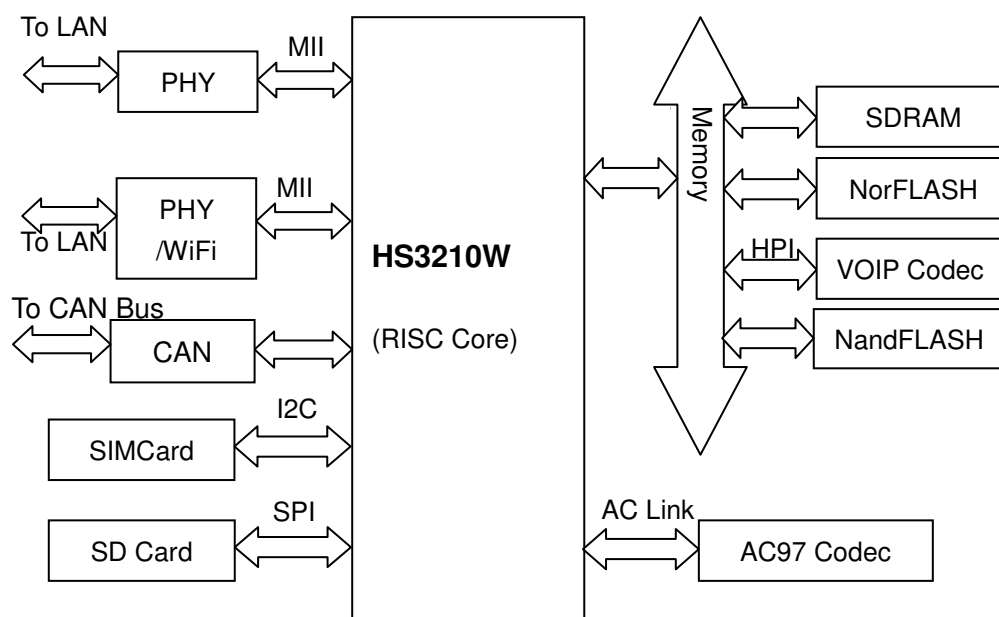 To LAN
MII
PHY
MII
PHY
/WiFi
To LAN
To CAN Bus
CAN
I2C
SIMCard
SPI
SD Card
HS3210W
(RISC Core)
Memory
SDRAM
NorFLASH
HPI
VOIP Codec
NandFLASH
AC Link
AC97 Codec